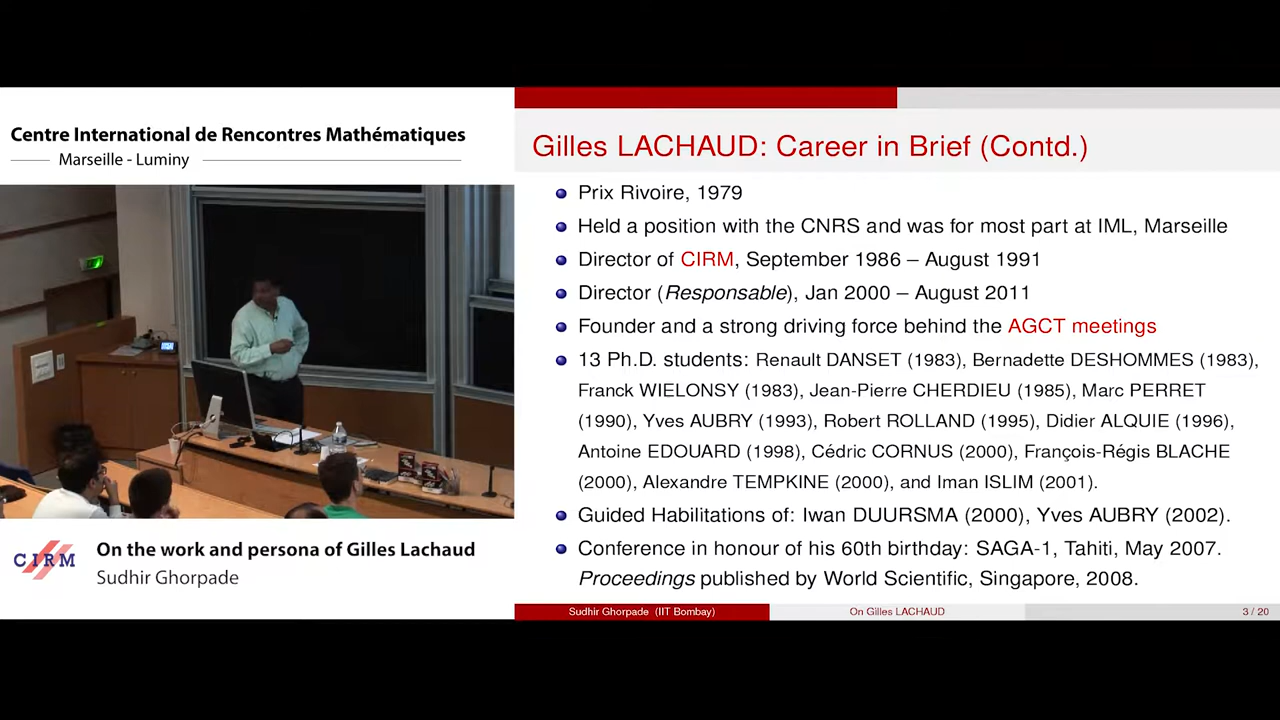 Centre International de Rencontres Mathématiques
Marseille - Luminy
CIRM
On the work and persona of Gilles Lachaud
Sudhir Ghorpade
Gilles LACHAUD: Career in Brief (Contd.)
Prix Rivoire, 1979
Held a position with the CNRS and was for most part at IML, Marseille
Director of CIRM, September 1986 – August 1991
Director (Responsable), Jan 2000 – August 2011
Founder and a strong driving force behind the AGCT meetings
13 Ph.D. students: Renault DANSET (1983), Bernadette DESHOMMES (1983),
Franck WIELONSY (1983), Jean-Pierre CHERDIEU (1985), Marc PERRET
(1990), Yves AUBRY (1993), Robert ROLLAND (1995), Didier ALQUIE (1996),
Antoine EDOUARD (1998), Cédric CORNUS (2000), François-Régis BLACHE
(2000), Alexandre TEMPKINE (2000), and Iman ISLIM (2001).
Guided Habilitations of: Iwan DUURSMA (2000), Yves AUBRY (2002).
Conference in honour of his 60th birthday: SAGA-1, Tahiti, May 2007.
Proceedings published by World Scientific, Singapore, 2008.
Sudhir Ghorpade (IIT Bombay)
On Gilles LACHAUD
3 / 20